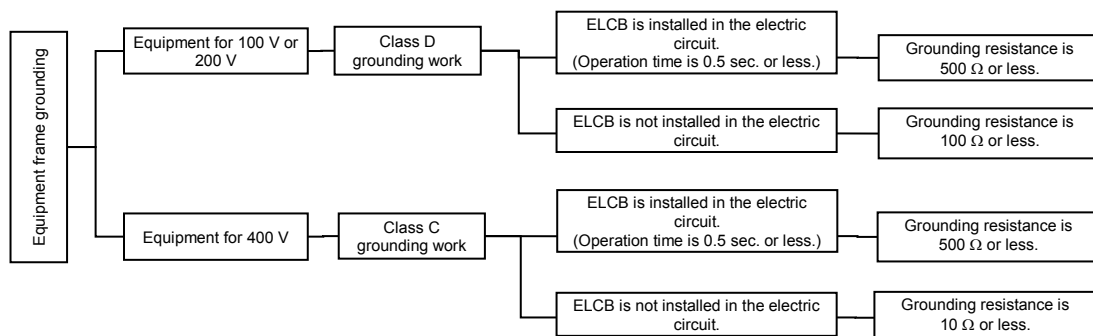 Equipment frame grounding
Equipment for 100 V or
200 V
Class D
grounding work
ELCB is installed in the electric
circuit.
(Operation time is 0.5 sec. or less.)
Grounding resistance is
500 Ω or less.
ELCB is not installed in the electric
circuit.
Grounding resistance is
100 Ω or less.
Equipment for 400 V
Class C
grounding work
ELCB is installed in the electric
circuit.
(Operation time is 0.5 sec. or less.)
Grounding resistance is
500 Ω or less.
ELCB is not installed in the electric
circuit.
Grounding resistance is
10 Ω or less.